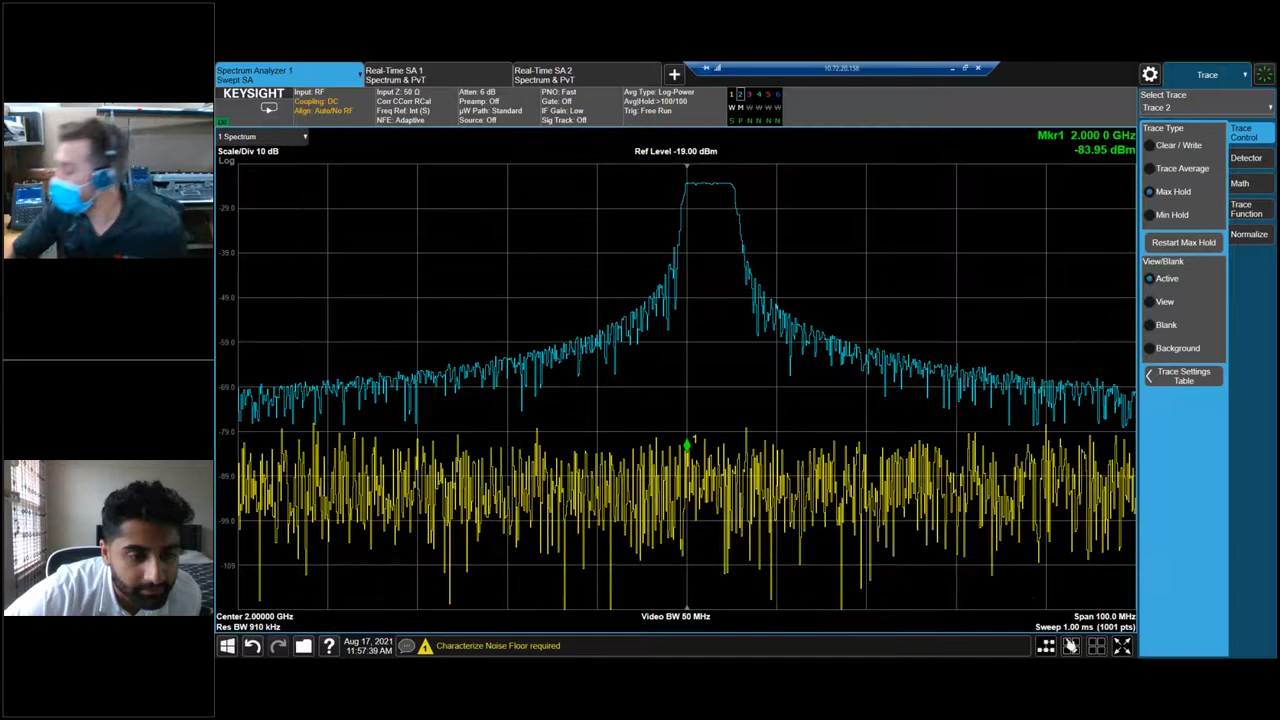 Spectrum Analyzer 1
Swept SA
Real-Time SA 1
Spectrum & PvT
Real-Time SA 2
Spectrum & PvT
10.72.20.158
Trace
KEYSIGHT
LXI
Input: RF
Coupling: DC
Align: Auto/No RF
Input Z: 50 Ω
Corr CCorr RCal
Freq Ref: Int (S)
NFE: Adaptive
Atten: 6 dB
Preamp: Off
µW Path: Standard
Source: Off
PNO: Fast
Gate: Off
IF Gain: Low
Sig Track: Off
Avg Type: Log-Power
Avg|Hold:>100/100
Trig: Free Run
1 2 3 4 5 6
W M W W W W
S P N N N N
Select Trace
Trace 2
1 Spectrum
Scale/Div 10 dB
Log
Ref Level -19.00 dBm
Mkr1 2.000 0 GHz
-83.95 dBm
-29.0
-39.0
-49.0
-59.0
-69.0
-79.0
-89.0
-99.0
-109
1
Center 2.00000 GHz
Res BW 910 kHz
Video BW 50 MHz
Span 100.0 MHz
Sweep 1.00 ms (1001 pts)
Trace Type
Clear / Write
Trace Average
Max Hold
Min Hold
Restart Max Hold
View/Blank
Active
View
Blank
Background
Trace Settings
Table
Trace
Control
Detector
Math
Trace
Function
Normalize
?
Aug 17, 2021
11:57:39 AM
Characterize Noise Floor required